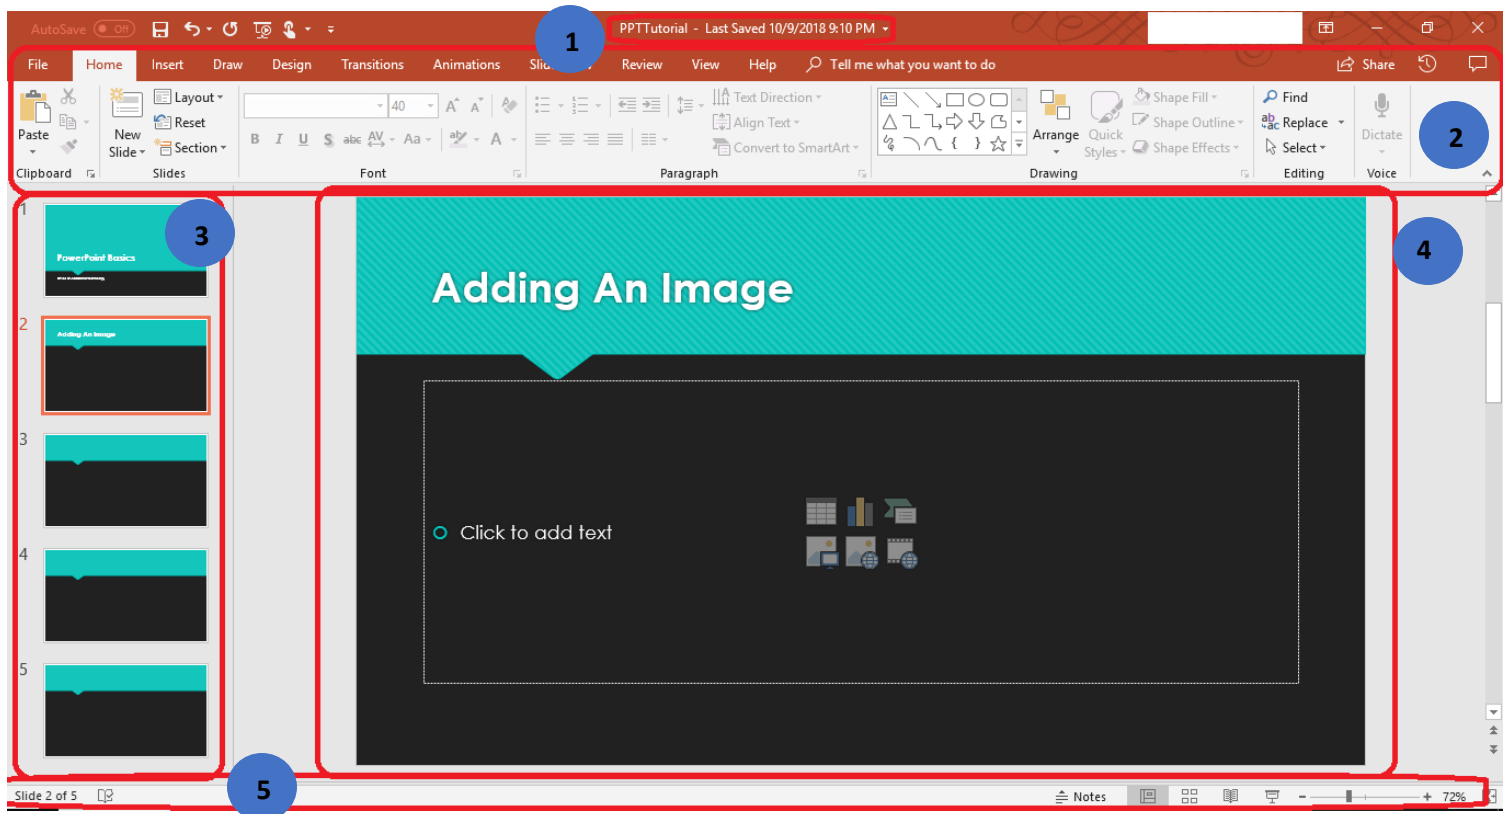 AutoSave Off PPTTutorial - Last Saved 10/9/2018 9:10 PM
1
File Home Insert Draw Design Transitions Animations Review View Help Tell me what you want to do Share
Paste
Clipboard
New Slide
Layout
Reset
Section
Slides
40 A A
B I U S abc AV Aa ab A
Font
Text Direction
Align Text
Convert to SmartArt
Paragraph
Arrange
Quick Styles
Shape Fill
Shape Outline
Shape Effects
Drawing
Find
Replace
Select
Editing
Dictate
Voice
2
3
1
PowerPoint Basics
2
Adding An Image
3
4
5
4
Adding An Image
Click to add text
5
Slide 2 of 5 Notes 72%